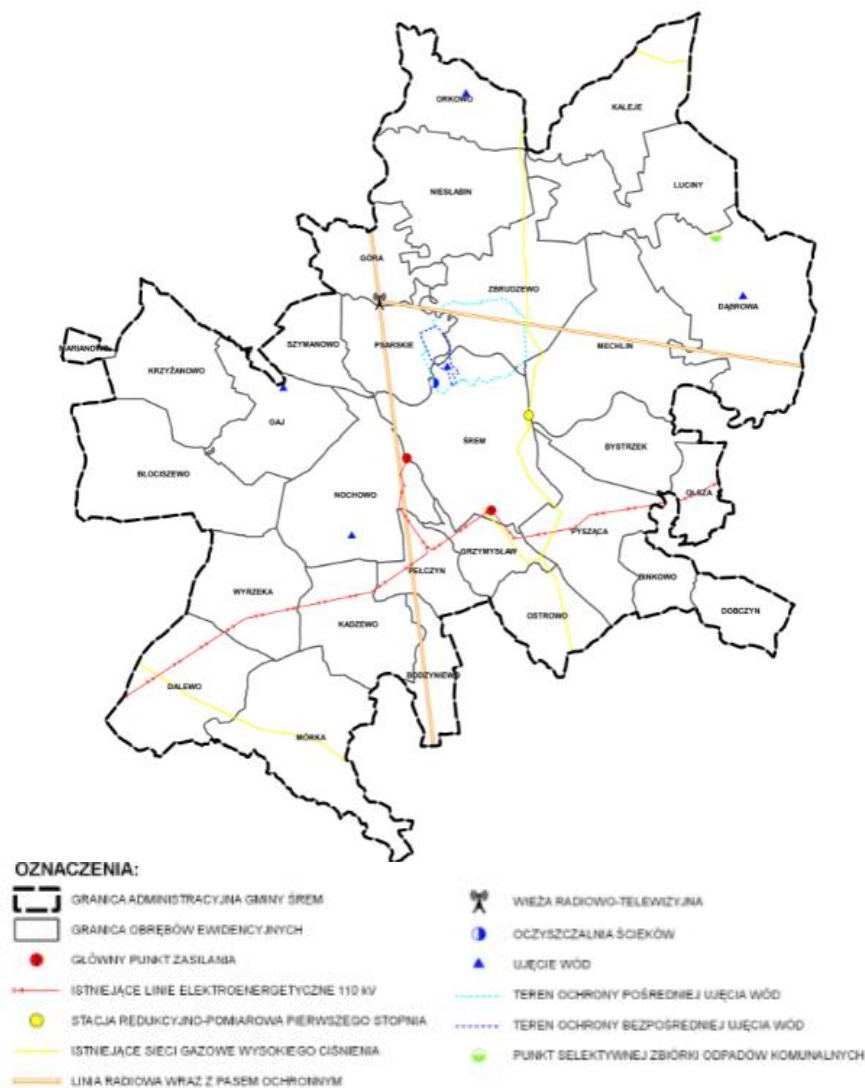 ORKOWO
KALEJE
NIESŁABIN
LUCINY
GÓRA
ZBRUDZEWO
DĄBROWA
SZYMANOWO
PSARSKIE
MECHLIN
MARIANOWO
KRZYŻANOWO
GAJ
ŚREM
BYSTRZEK
BŁOCISZEWO
NOCHOWO
OLSZA
PYSZĄCA
GRZYMYSŁAW
PEŁCZYN
WYRZEKA
BINKOWO
KADZEWO
OSTROWO
DOBCZYN
BODZYNIEWO
DALEWO
MÓRKA
OZNACZENIA:
GRANICA ADMINISTRACYJNA GMINY ŚREM
GRANICA OBRĘBÓW EWIDENCYJNYCH
GŁÓWNY PUNKT ZASILANIA
ISTNIEJĄCE LINIE ELEKTROENERGETYCZNE 110 kV
STACJA REDUKCYJNO-POMIAROWA PIERWSZEGO STOPNIA
ISTNIEJĄCE SIECI GAZOWE WYSOKIEGO CIŚNIENIA
LINIA RADIOWA WRAZ Z PASEM OCHRONNYM
WIEŻA RADIOWO-TELEWIZYJNA
OCZYSZCZALNIA ŚCIEKÓW
UJĘCIE WÓD
TEREN OCHRONY POŚREDNIEJ UJĘCIA WÓD
TEREN OCHRONY BEZPOŚREDNIEJ UJĘCIA WÓD
PUNKT SELEKTYWNEJ ZBIÓRKI ODPADÓW KOMUNALNYCH